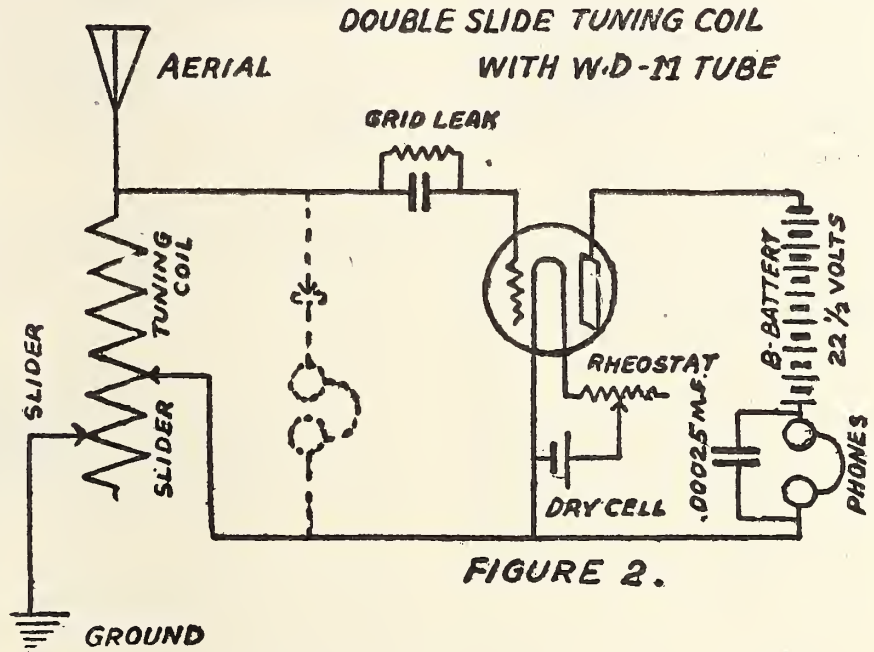 DOUBLE SLIDE TUNING COIL
WITH W.D-11 TUBE
AERIAL
GRID LEAK
TUNING
COIL
SLIDER
SLIDER
RHEOSTAT
B-BATTERY
22 1/2 VOLTS
.00025 M.F.
PHONES
DRY CELL
FIGURE 2.
GROUND